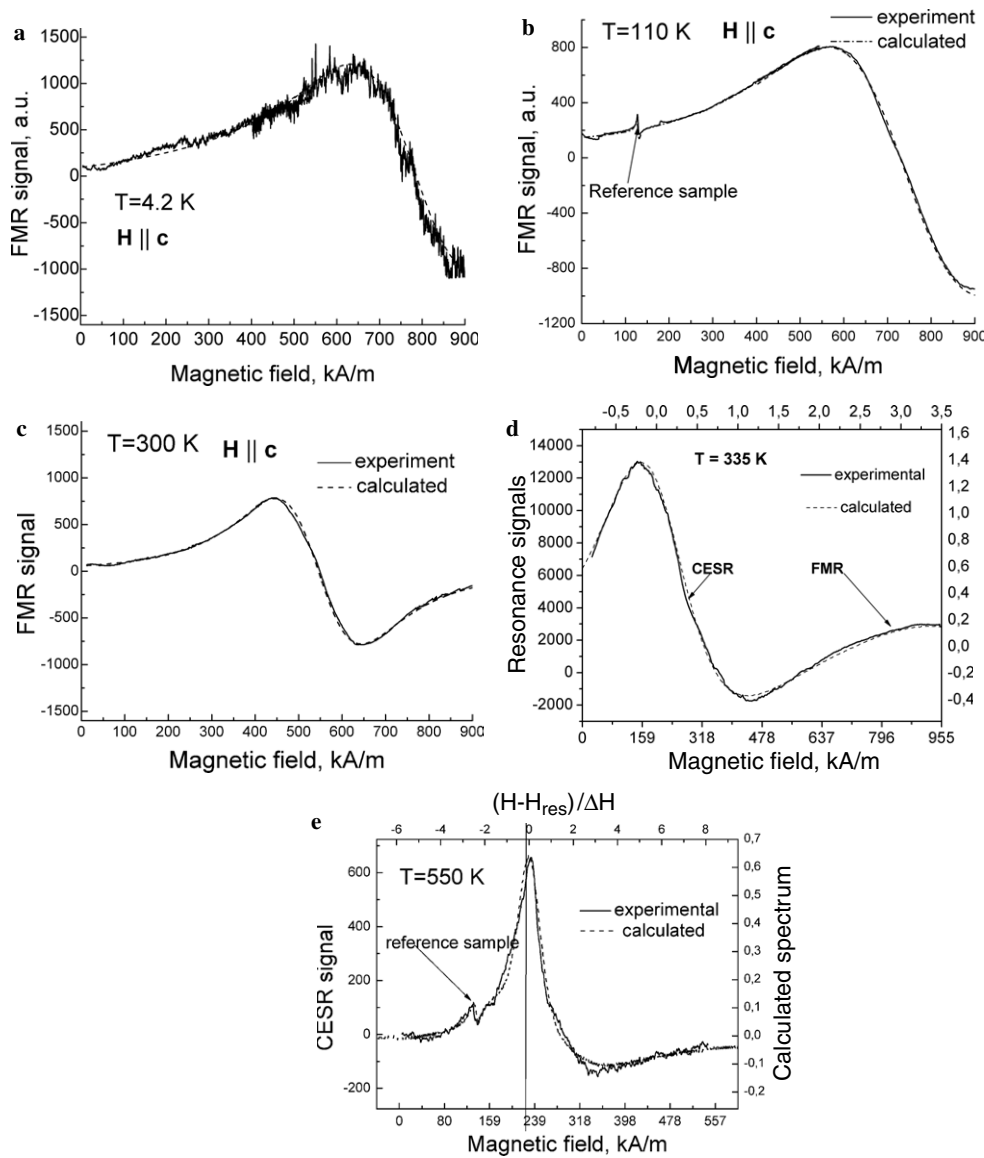 a
1500
1000
500
0
-500
-1000
-1500
FMR signal, a.u.
T=4.2 K
H || c
0 100 200 300 400 500 600 700 800 900
Magnetic field, kA/m
b
T=110 K H || c
experiment
calculated
800
400
0
-400
-800
-1200
FMR signal, a.u.
Reference sample
0 100 200 300 400 500 600 700 800 900
Magnetic field, kA/m
c
T=300 K H || c
experiment
calculated
1500
1000
500
0
-500
-1000
-1500
FMR signal
0 100 200 300 400 500 600 700 800 900
Magnetic field, kA/m
d
-0,5 0,0 0,5 1,0 1,5 2,0 2,5 3,0 3,5
T = 335 K
experimental
calculated
14000
13000
12000
10000
8000
6000
4000
2000
0
-2000
Resonance signals
CESR
FMR
1,6
1,4
1,2
1,0
0,8
0,6
0,4
0,2
0,0
-0,2
-0,4
0 159 318 478 637 796 955
Magnetic field, kA/m
e
(H-Hres)/ΔH
-6 -4 -2 0 2 4 6 8
T=550 K
experimental
calculated
reference sample
600
400
200
0
-200
CESR signal
0,7
0,6
0,5
0,4
0,3
0,2
0,1
0,0
-0,1
-0,2
Calculated spectrum
0 80 159 239 318 398 478 557
Magnetic field, kA/m